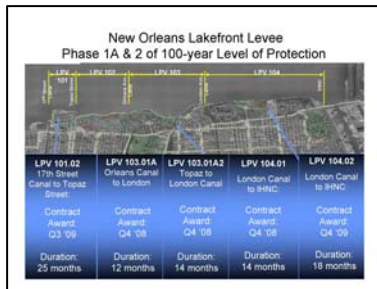 New Orleans Lakefront Levee
Phase 1A & 2 of 100-year Level of Protection
LPV 101
LPV 102
LPV 103
LPV 104
LPV 101.02
17th Street
Canal to Topaz
Street:
Contract
Award:
Q3 '09
Duration:
25 months
LPV 103.01A
Orleans Canal
to London
Contract
Award:
Q4 '08
Duration:
12 months
LPV 103.01A2
Topaz to
London Canal
Contract
Award:
Q4 '08
Duration:
14 months
LPV 104.01
London Canal
to IHNC
Contract
Award:
Q4 '08
Duration:
14 months
LPV 104.02
London Canal
to IHNC
Contract
Award:
Q4 '09
Duration:
18 months